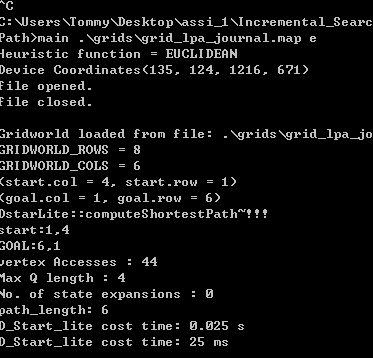 ^C
C:\Users\Tommy\Desktop\assi_1\Incremental_Searc
Path>main .\grids\grid_lpa_journal.map e
Heuristic function = EUCLIDEAN
Device Coordinates(135, 124, 1216, 671)
file opened.
file closed.
Gridworld loaded from file: .\grids\grid_lpa_jo
GRIDWORLD_ROWS = 8
GRIDWORLD_COLS = 6
(start.col = 4, start.row = 1)
(goal.col = 1, goal.row = 6)
DstarLite::computeShortestPath~!!!
start:1,4
GOAL:6,1
vertex Accesses : 44
Max Q length : 4
No. of state expansions : 0
path_length: 6
D_Start_lite cost time: 0.025 s
D_Start_lite cost time: 25 ms